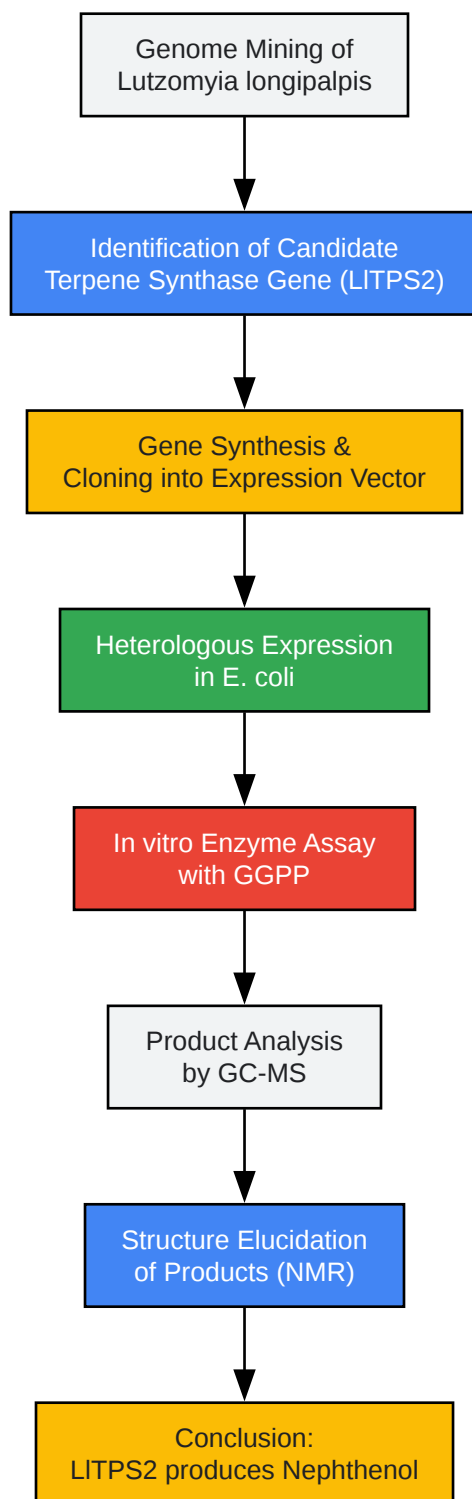 Genome Mining of
Lutzomyia longipalpis
Identification of Candidate
Terpene Synthase Gene (LlTPS2)
Gene Synthesis &
Cloning into Expression Vector
Heterologous Expression
in E. coli
In vitro Enzyme Assay
with GGPP
Product Analysis
by GC-MS
Structure Elucidation
of Products (NMR)
Conclusion:
LlTPS2 produces Nephthenol